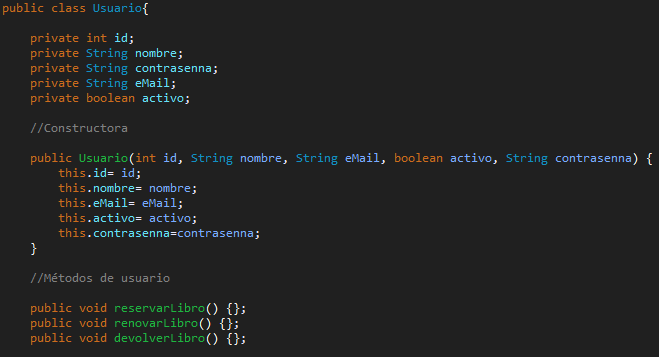 public class Usuario{
private int id;
private String nombre;
private String contrasenna;
private String eMail;
private boolean activo;
//Constructora
public Usuario(int id, String nombre, String eMail, boolean activo, String contrasenna) {
this.id= id;
this.nombre= nombre;
this.eMail= eMail;
this.activo= activo;
this.contrasenna=contrasenna;
}
//Métodos de usuario
public void reservarLibro() {};
public void renovarLibro() {};
public void devolverLibro() {};